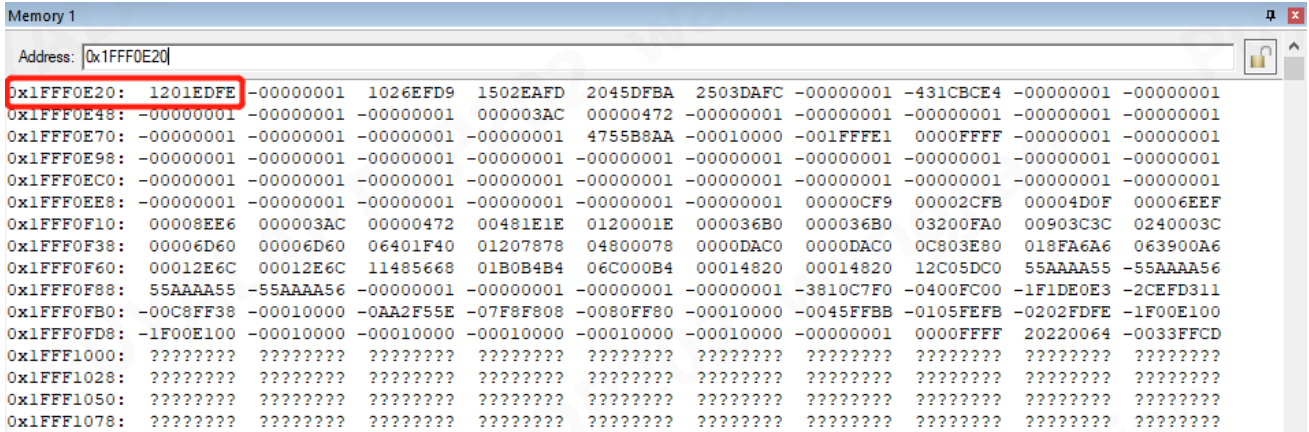 Memory 1
Address: 0x1FFF0E20
0x1FFF0E20: 1201EDFE -00000001 1026EFD9 1502EAFD 2045DFBA 2503DAFC -00000001 -431CBCE4 -00000001 -00000001
0x1FFF0E48: -00000001 -00000001 -00000001 000003AC 00000472 -00000001 -00000001 -00000001 -00000001 -00000001
0x1FFF0E70: -00000001 -00000001 -00000001 -00000001 4755B8AA -00010000 -001FFFE1 0000FFFF -00000001 -00000001
0x1FFF0E98: -00000001 -00000001 -00000001 -00000001 -00000001 -00000001 -00000001 -00000001 -00000001 -00000001
0x1FFF0EC0: -00000001 -00000001 -00000001 -00000001 -00000001 -00000001 -00000001 -00000001 -00000001 -00000001
0x1FFF0EE8: -00000001 -00000001 -00000001 -00000001 -00000001 -00000001 00000CF9 00002CFB 00004D0F 00006EEF
0x1FFF0F10: 00008EE6 000003AC 00000472 00481E1E 0120001E 000036B0 000036B0 03200FA0 00903C3C 0240003C
0x1FFF0F38: 00006D60 00006D60 06401F40 01207878 04800078 0000DAC0 0000DAC0 0C803E80 018FA6A6 063900A6
0x1FFF0F60: 00012E6C 00012E6C 11485668 01B0B4B4 06C000B4 00014820 00014820 12C05DC0 55AAAA55 -55AAAA56
0x1FFF0F88: 55AAAA55 -55AAAA56 -00000001 -00000001 -00000001 -00000001 -3810C7F0 -0400FC00 -1F1DE0E3 -2CEFD311
0x1FFF0FB0: -00C8FF38 -00010000 -0AA2F55E -07F8F808 -0080FF80 -00010000 -0045FFBB -0105FEFB -0202FDFE -1F00E100
0x1FFF0FD8: -1F00E100 -00010000 -00010000 -00010000 -00010000 -00010000 -00000001 0000FFFF 20220064 -0033FFCD
0x1FFF1000: ???????? ???????? ???????? ???????? ???????? ???????? ???????? ???????? ???????? ????????
0x1FFF1028: ???????? ???????? ???????? ???????? ???????? ???????? ???????? ???????? ???????? ????????
0x1FFF1050: ???????? ???????? ???????? ???????? ???????? ???????? ???????? ???????? ???????? ????????
0x1FFF1078: ???????? ???????? ???????? ???????? ???????? ???????? ???????? ???????? ???????? ????????